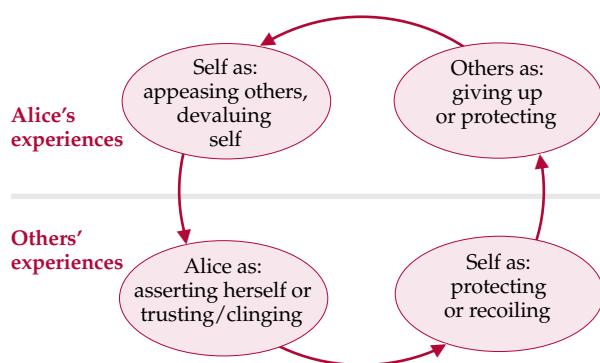 Self as:
appeasing others,
devaluing
self
Others as:
giving up
or protecting
Alice's
experiences
Others'
experiences
Alice as:
asserting herself or
trusting/clinging
Self as:
protecting
or recoiling